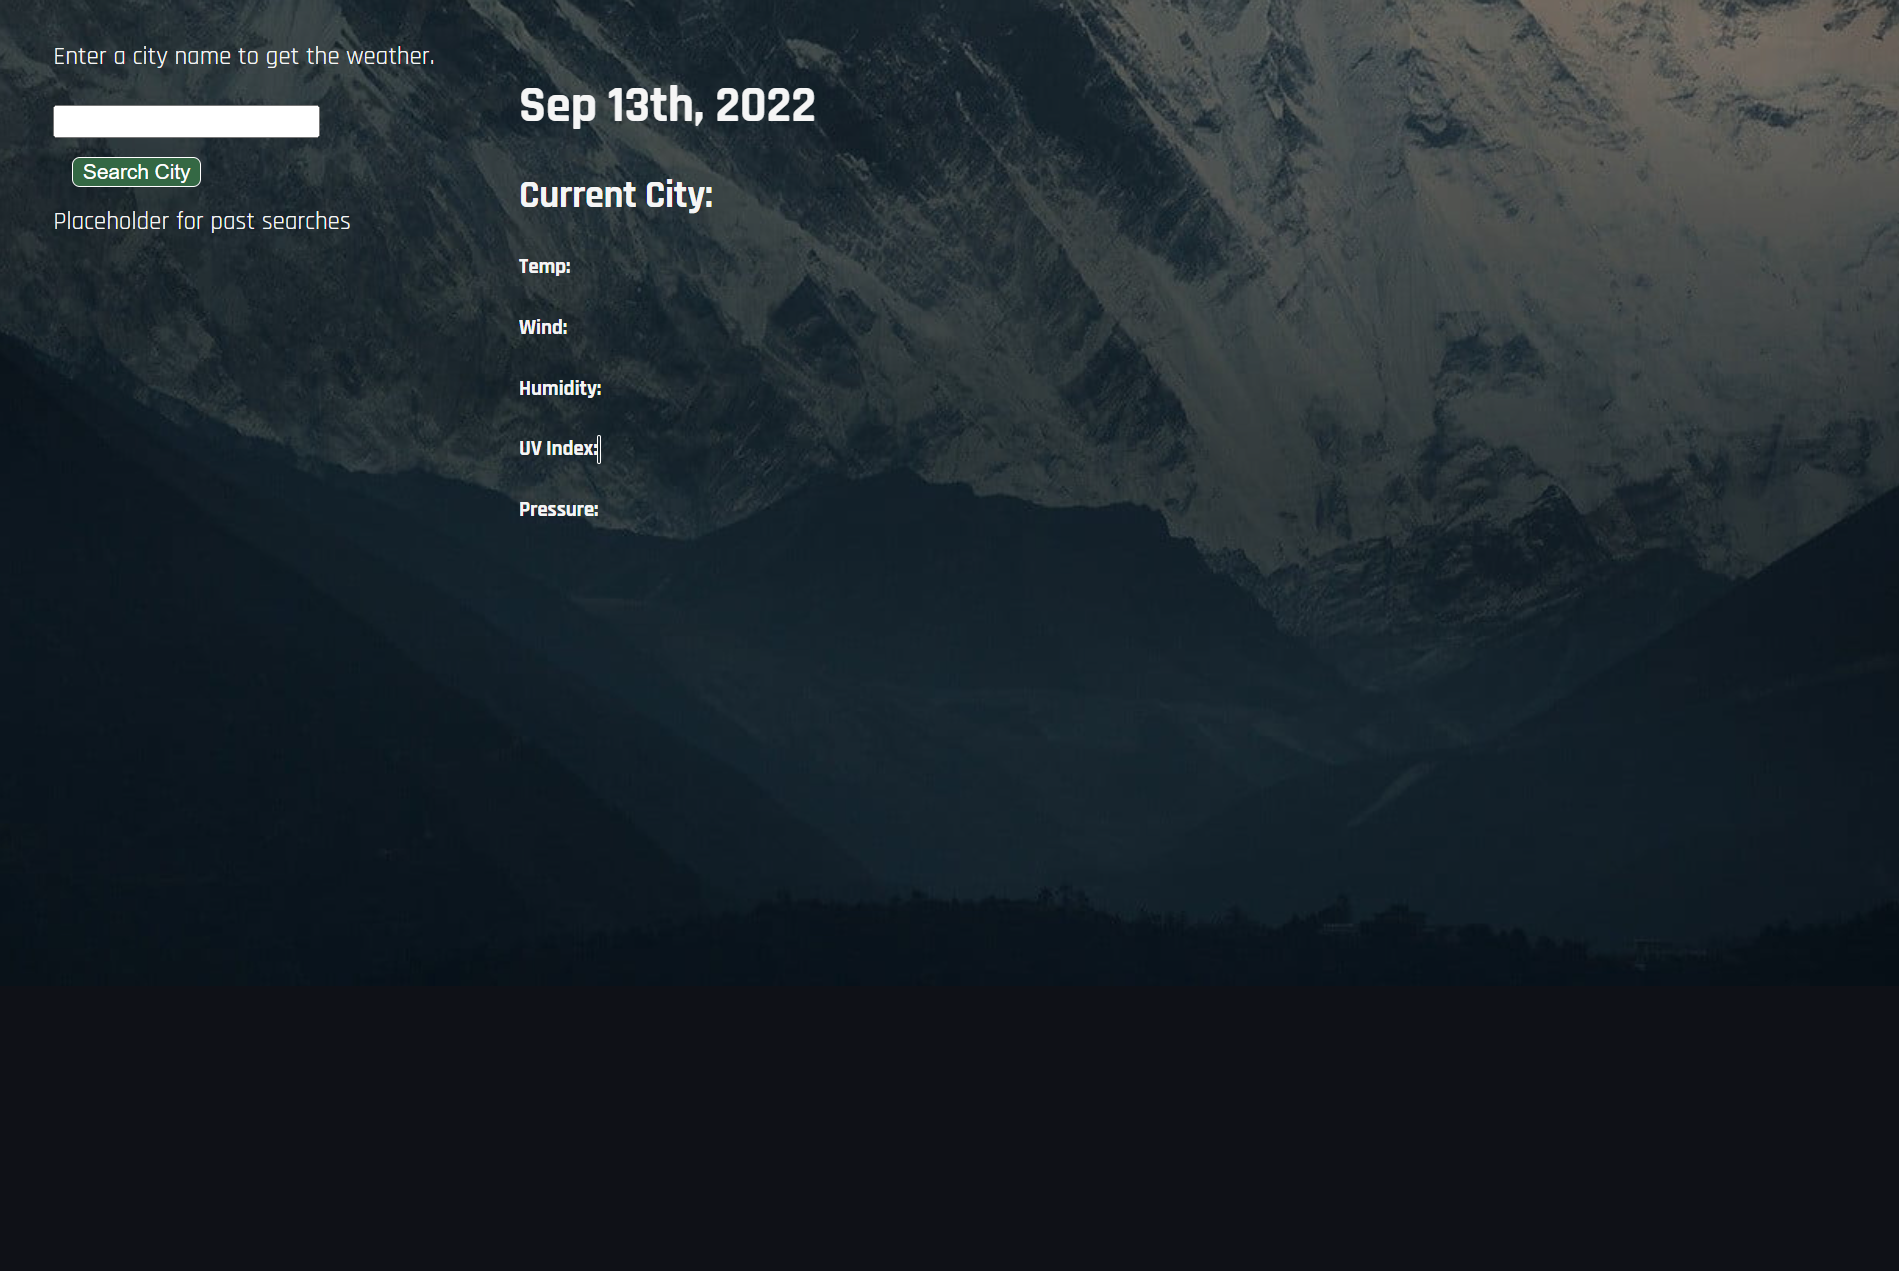 Enter a city name to get the weather.
Search City
Placeholder for past searches
Sep 13th, 2022
Current City:
Temp:
Wind:
Humidity:
UV Index:
Pressure: